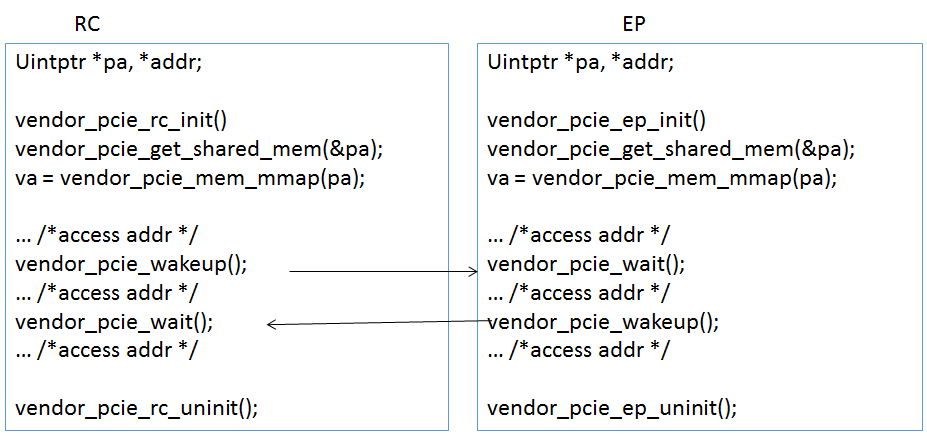 RC
Uintptr *pa, *addr;
vendor_pcie_rc_init()
vendor_pcie_get_shared_mem(&pa);
va = vendor_pcie_mem_mmap(pa);
... /*access addr */
vendor_pcie_wakeup();
... /*access addr */
vendor_pcie_wait();
... /*access addr */
vendor_pcie_rc_uninit();
EP
Uintptr *pa, *addr;
vendor_pcie_ep_init()
vendor_pcie_get_shared_mem(&pa);
va = vendor_pcie_mem_mmap(pa);
... /*access addr */
vendor_pcie_wait();
... /*access addr */
vendor_pcie_wakeup();
... /*access addr */
vendor_pcie_ep_uninit();